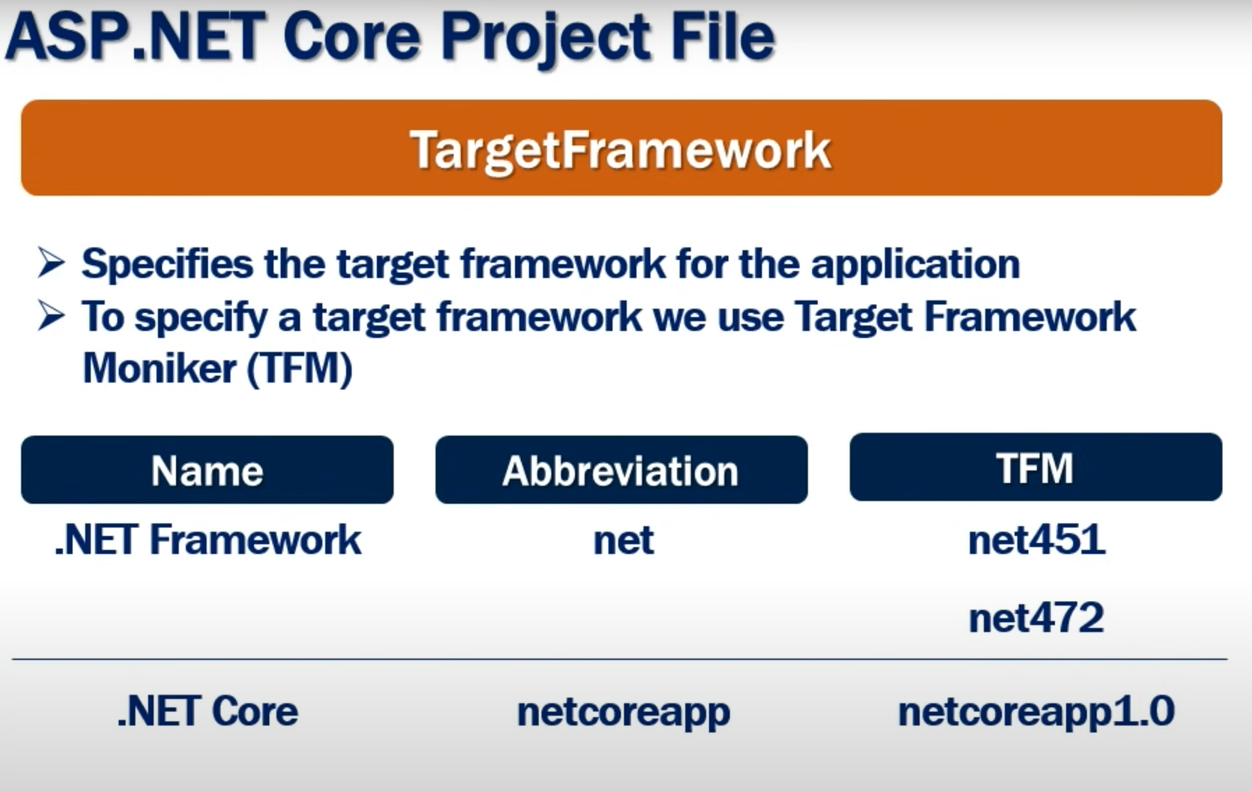 ASP.NET Core Project File
TargetFramework
➢ Specifies the target framework for the application
➢ To specify a target framework we use Target Framework
Moniker (TFM)
Name Abbreviation TFM
.NET Framework net net451
net472
.NET Core netcoreapp netcoreapp1.0